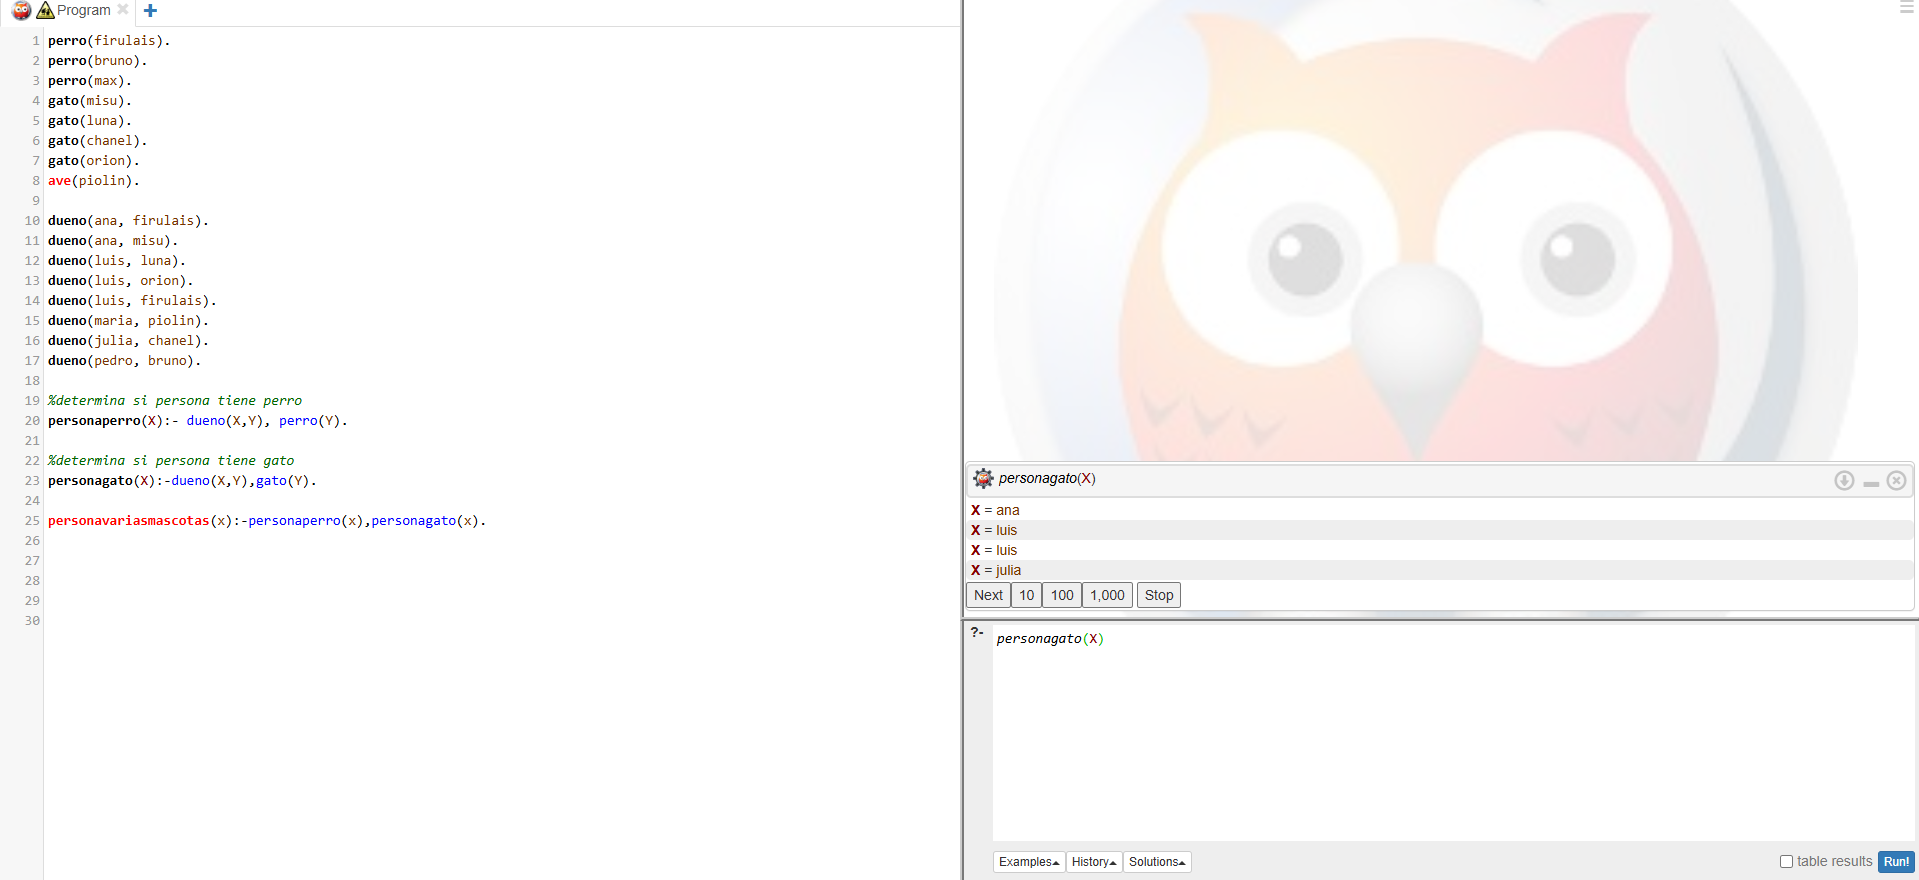 Program
1 perro(firulais).
2 perro(bruno).
3 perro(max).
4 gato(misu).
5 gato(luna).
6 gato(chanel).
7 gato(orion).
8 ave(piolin).
9
10 dueno(ana, firulais).
11 dueno(ana, misu).
12 dueno(luis, luna).
13 dueno(luis, orion).
14 dueno(luis, firulais).
15 dueno(maria, piolin).
16 dueno(julia, chanel).
17 dueno(pedro, bruno).
18
19 %determina si persona tiene perro
20 personaperro(X):- dueno(X,Y), perro(Y).
21
22 %determina si persona tiene gato
23 personagato(X):-dueno(X,Y),gato(Y).
24
25 personavariasmascotas(x):-personaperro(x),personagato(x).
26
27
28
29
30
personagato(X)
X = ana
X = luis
X = luis
X = julia
Next 10 100 1,000 Stop
?- personagato(X)
Examples History Solutions table results Run!